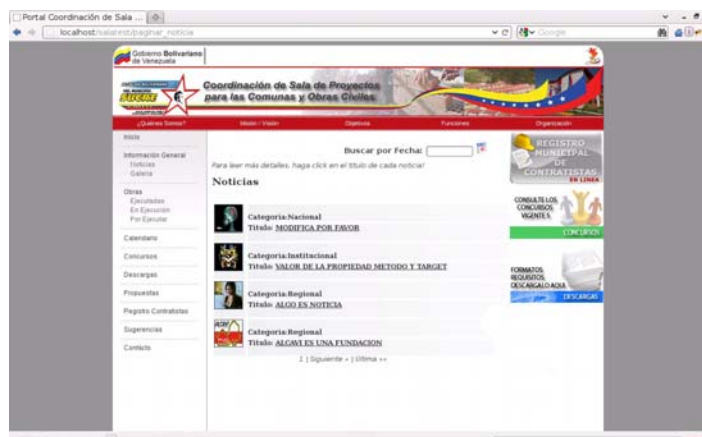 Portal Coordinación de Sala ...
localhost/salatest/paginar_noticia
Google
Gobierno Bolivariano
de Venezuela
SUCRE
Coordinación de Sala de Proyectos
para las Comunas y Obras Civiles
¿Quiénes Somos?
Misión / Visión
Objetivos
Funciones
Organización
Inicio
Información General
Noticias
Galeria
Obras
Ejecutadas
En Ejecución
Por Ejecutar
Calendario
Concursos
Descargas
Propuestas
Registro Contratistas
Sugerencias
Contacto
Buscar por Fecha:
Para leer más detalles, haga click en el título de cada noticia!
Noticias
Categoria:Nacional
Titulo: MODIFICA POR FAVOR
Categoria:Institucional
Titulo: VALOR DE LA PROPIEDAD METODO Y TARGET
Categoria:Regional
Titulo: ALGO ES NOTICIA
Categoria:Regional
Titulo: ALGAVI ES UNA FUNDACION
1 | Siguiente » | Última »»
REGISTRO
MUNICIPAL
DE
CONTRATISTAS
EN LINEA
CONSULTE LOS
CONCURSOS
VIGENTES
CONCURSOS
FORMATOS
REQUISITOS,
DESCARGALO AQUI.
DESCARGAS